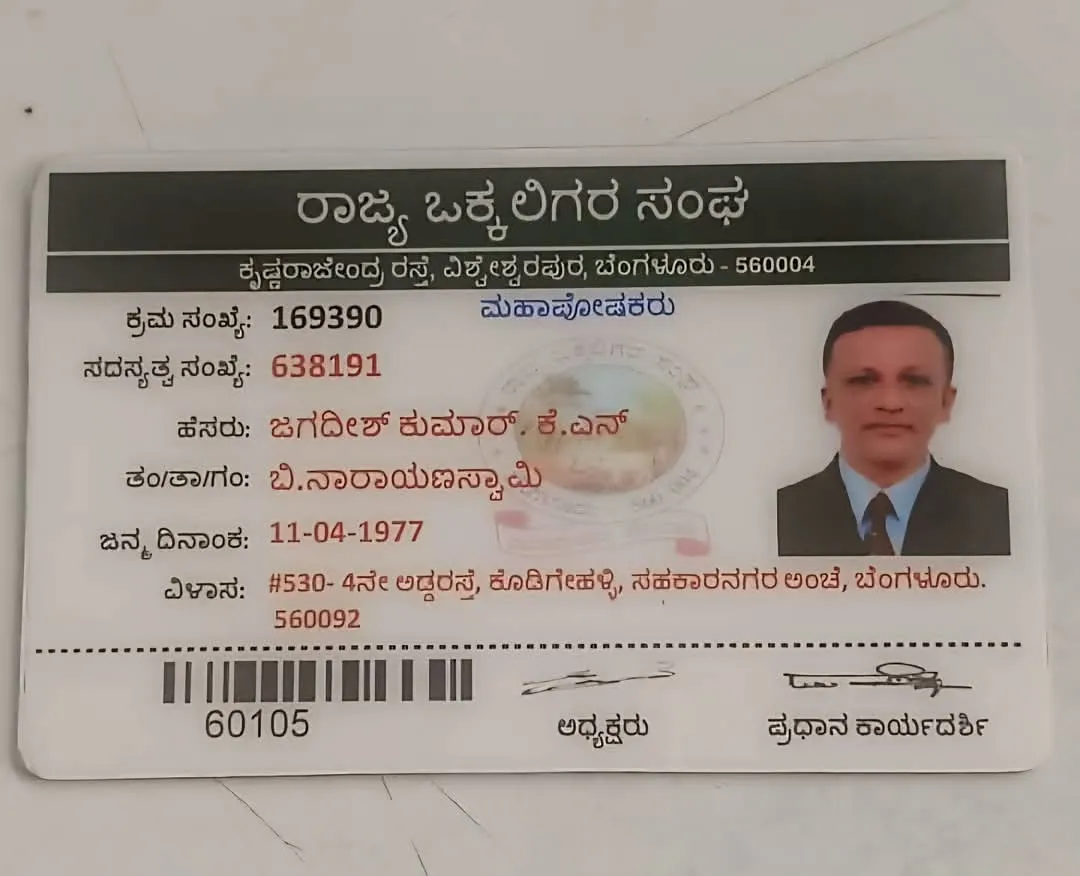 ರಾಜ್ಯ ಒಕ್ಕಲಿಗರ ಸಂಘ
ಕೃಷ್ಣರಾಜೇಂದ್ರ ರಸ್ತೆ, ವಿಶ್ವೇಶ್ವರಪುರ, ಬೆಂಗಳೂರು - 560004
ಮಹಾಪೋಷಕರು
ಕ್ರಮ ಸಂಖ್ಯೆ: 169390
ಸದಸ್ಯತ್ವ ಸಂಖ್ಯೆ: 638191
ಹೆಸರು: ಜಗದೀಶ್ ಕುಮಾರ್. ಕೆ.ಎನ್
ತಂ/ತಾ/ಗಂ: ಬಿ.ನಾರಾಯಣಸ್ವಾಮಿ
ಜನ್ಮ ದಿನಾಂಕ: 11-04-1977
ವಿಳಾಸ: #530- 4ನೇ ಅಡ್ಡರಸ್ತೆ, ಕೊಡಿಗೇಹಳ್ಳಿ, ಸಹಕಾರನಗರ ಅಂಚೆ, ಬೆಂಗಳೂರು.
560092
60105
ಅಧ್ಯಕ್ಷರು
ಪ್ರಧಾನ ಕಾರ್ಯದರ್ಶಿ